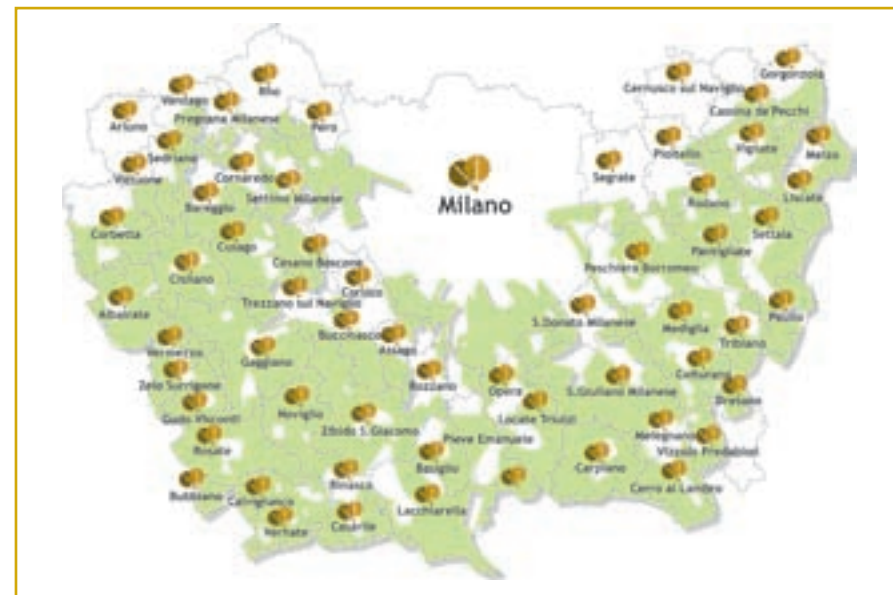 Rho
Gorgonzola
Vanzago
Cernusco sul Naviglio
Pregnana Milanese
Cassina de'Pecchi
Arluno
Pero
Sedriano
Pioltello
Vignate
Melzo
Vittuone
Cornaredo
Segrate
Settimo Milanese
Bareggio
Rodano
Liscate
Milano
Corbetta
Cusago
Pantigliate
Settala
Cesano Boscone
Peschiera Borromeo
Cisliano
Corsico
Trezzano sul Naviglio
Albairate
S.Donato Milanese
Mediglia
Paullo
Buccinasco
Tribiano
Assago
Vermezzo
Gaggiano
Colturano
Zelo Surrigone
Rozzano
Opera
S.Giuliano Milanese
Dresano
Gudo Visconti
Noviglio
Locate Triulzi
Zibido S.Giacomo
Melegnano
Pieve Emanuele
Rosate
Vizzolo Predabissi
Basiglio
Carpiano
Bubbiano
Binasco
Cerro al Lambro
Calvignasco
Lacchiarella
Casarile